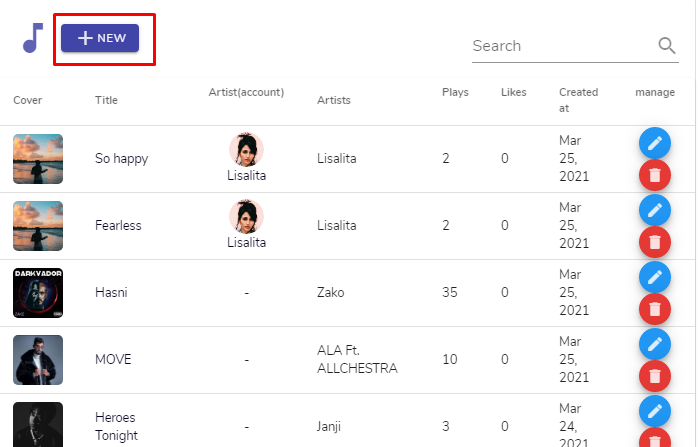 NEW
Search
Cover Title Artist(account) Artists Plays Likes Created at manage
So happy Lisalita Lisalita 2 0 Mar 25, 2021
Fearless Lisalita Lisalita 2 0 Mar 25, 2021
DARKVADOR
ZAKO
Hasni - Zako 35 0 Mar 25, 2021
MOVE - ALA Ft. ALLCHESTRA 10 0 Mar 25, 2021
Heroes Tonight - Janji 3 0 Mar 24, 2021